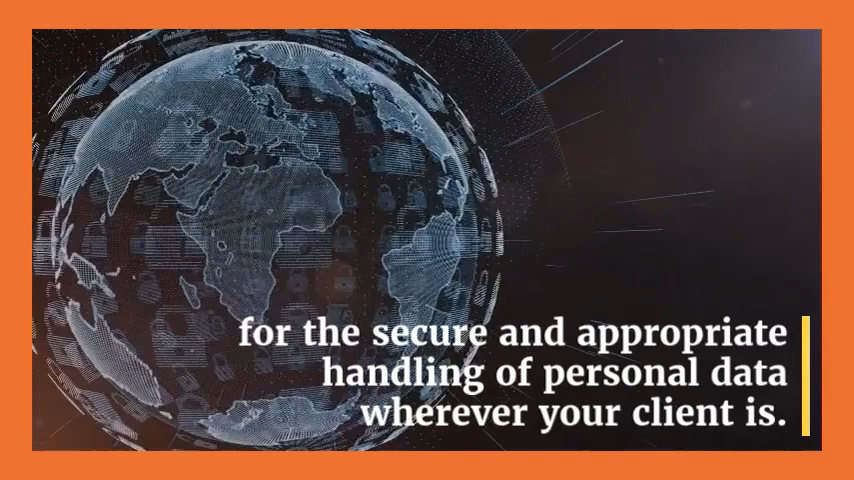 for the secure and appropriate
handling of personal data
wherever your client is.